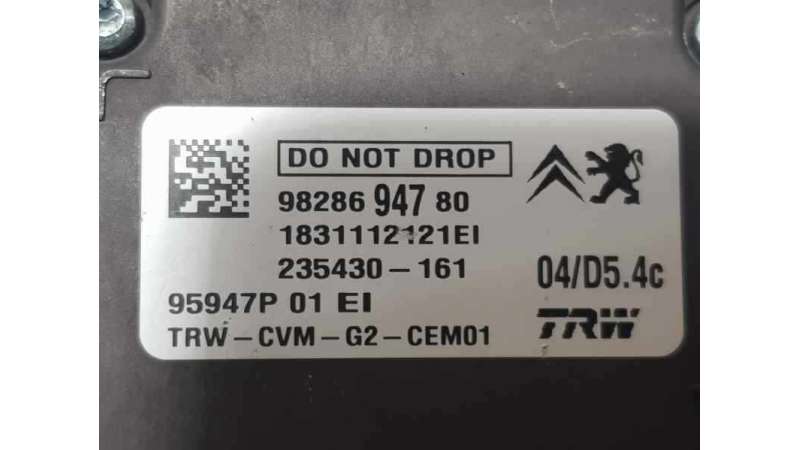 DO NOT DROP
98286 947 80
1831112121EI
235430-161
04/D5.4c
95947P 01 EI
TRW
TRW-CVM-G2-CEM01